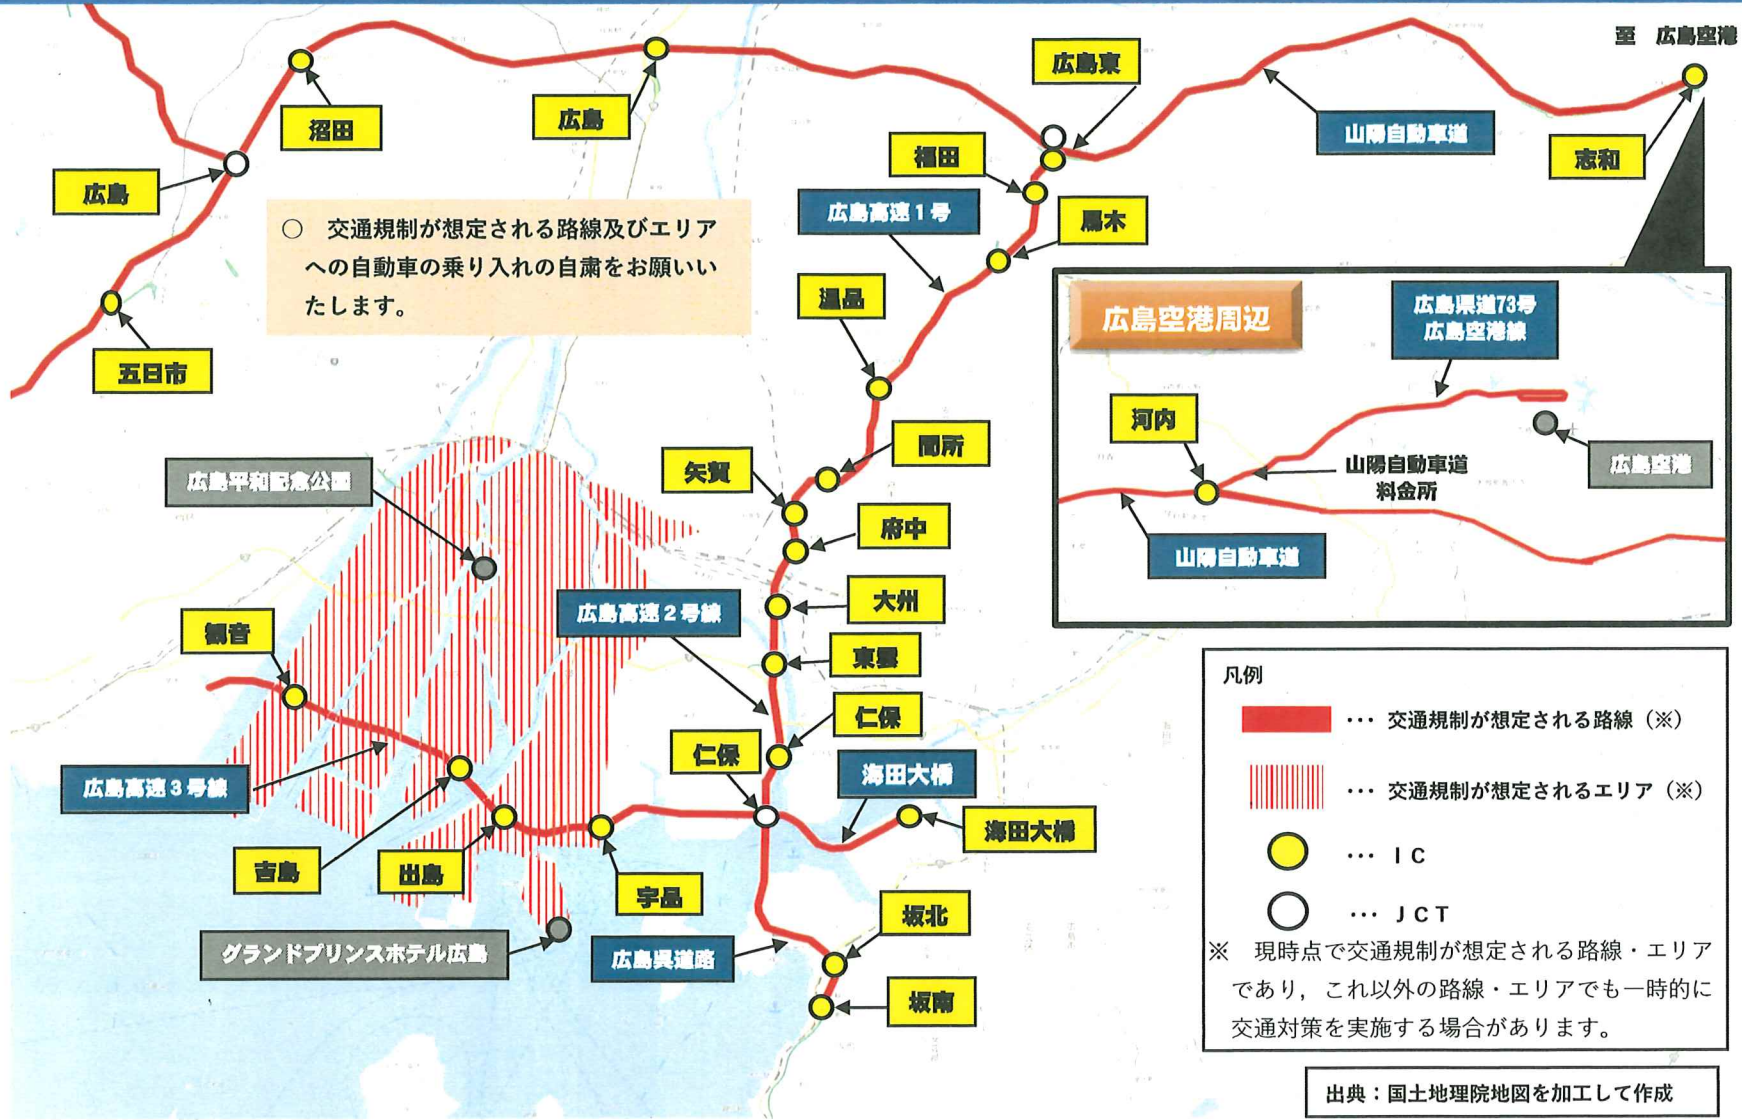 至 広島空港
広島東
沼田
広島
山陽自動車道
志和
福田
広島
広島高速１号
馬木
○ 交通規制が想定される路線及びエリア
への自動車の乗り入れの自粛をお願いい
たします。
温品
五日市
広島空港周辺
広島県道73号
広島空港線
河内
広島空港
山陽自動車道
料金所
山陽自動車道
間所
矢賀
広島平和記念公園
府中
大州
広島高速２号線
東雲
観音
仁保
仁保
海田大橋
広島高速３号線
海田大橋
吉島
出島
宇品
坂北
グランドプリンスホテル広島
広島呉道路
坂南
凡例
… 交通規制が想定される路線（※）
… 交通規制が想定されるエリア（※）
… ＩＣ
… ＪＣＴ
※ 現時点で交通規制が想定される路線・エリア
であり，これ以外の路線・エリアでも一時的に
交通対策を実施する場合があります。
出典：国土地理院地図を加工して作成